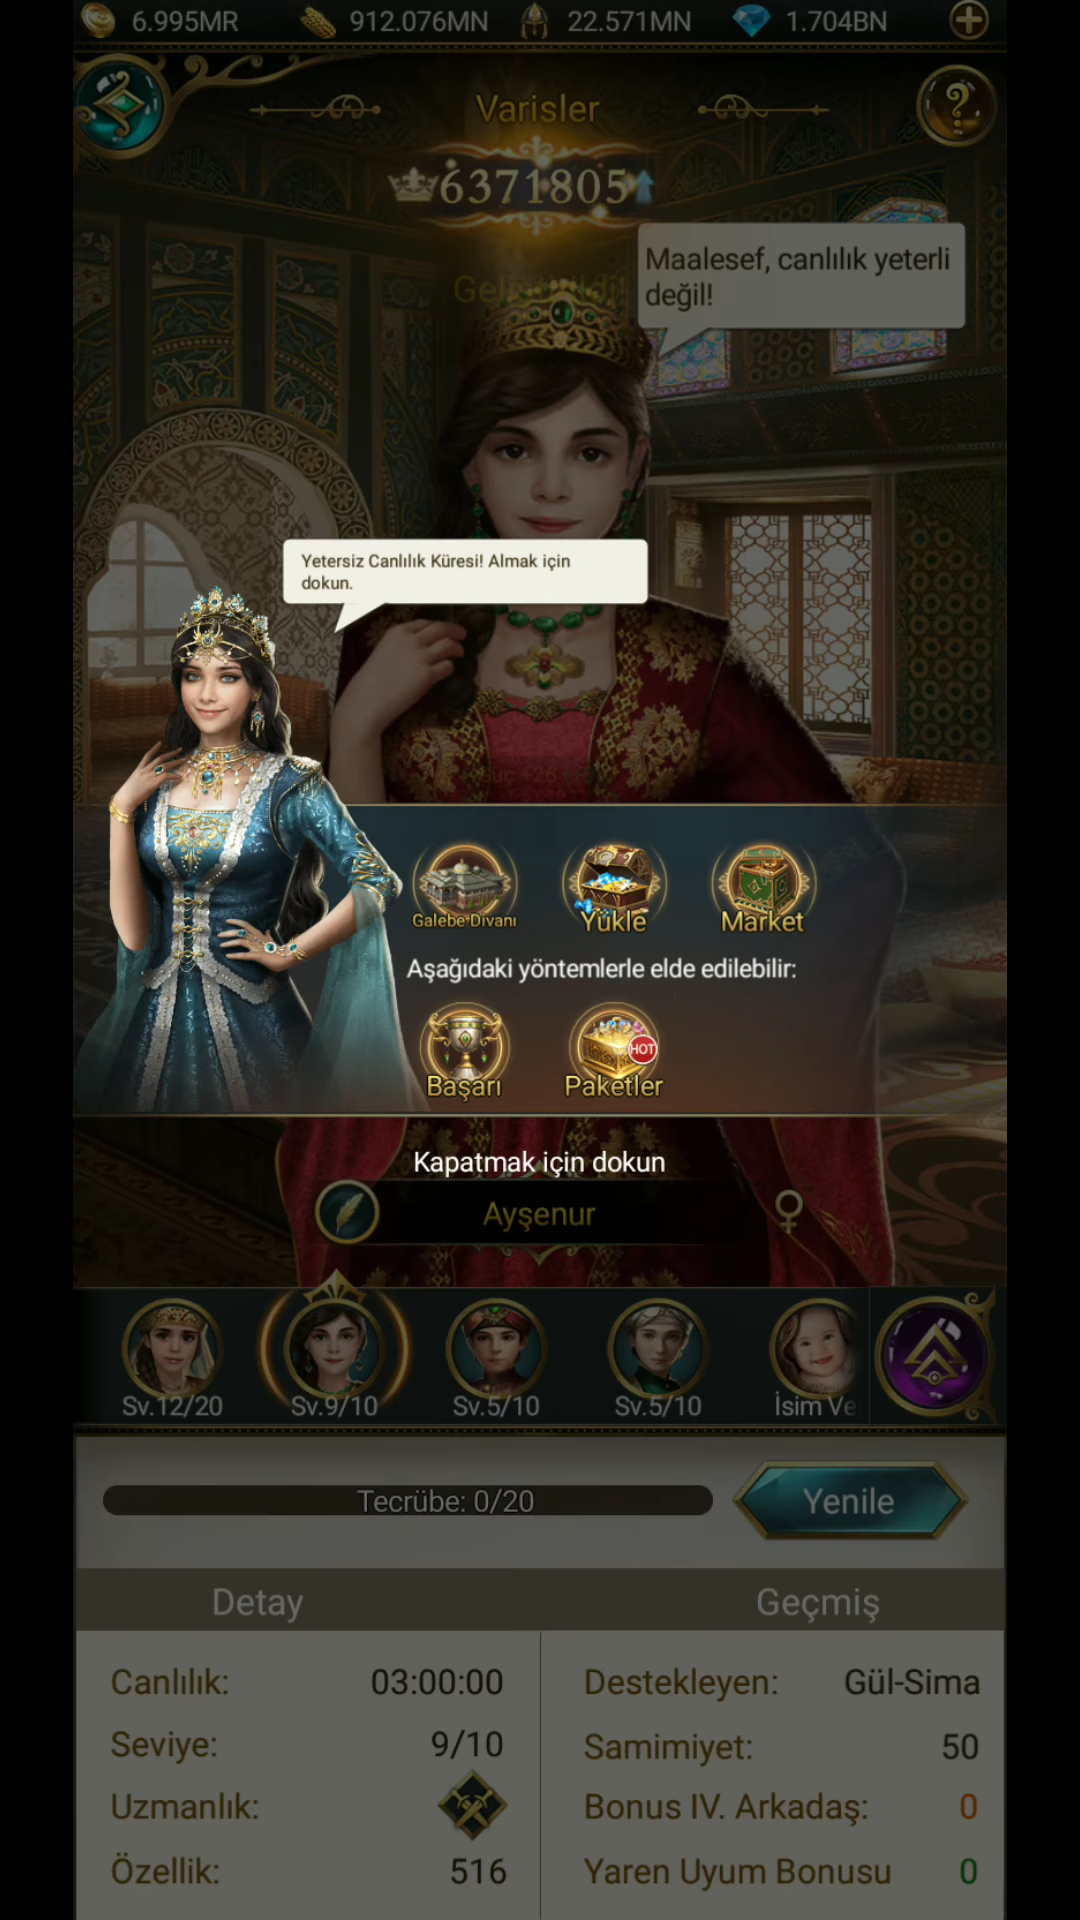 6.995MR 912.076MN 22.571MN 1.704BN
Varisler
6371805
Maalesef, canlılık yeterli
değil!
Yetersiz Canlılık Küresi! Almak için
dokun.
Galebe Divanı Yükle Market
Aşağıdaki yöntemlerle elde edilebilir:
HOT
Başarı Paketler
Kapatmak için dokun
Ayşenur
Sv.12/20 Sv.9/10 Sv.5/10 Sv.5/10 İsim Ve
Tecrübe: 0/20 Yenile
Detay Geçmiş
Canlılık: 03:00:00 Destekleyen: Gül-Sima
Seviye: 9/10 Samimiyet: 50
Uzmanlık: Bonus IV. Arkadaş: 0
Özellik: 516 Yaren Uyum Bonusu 0